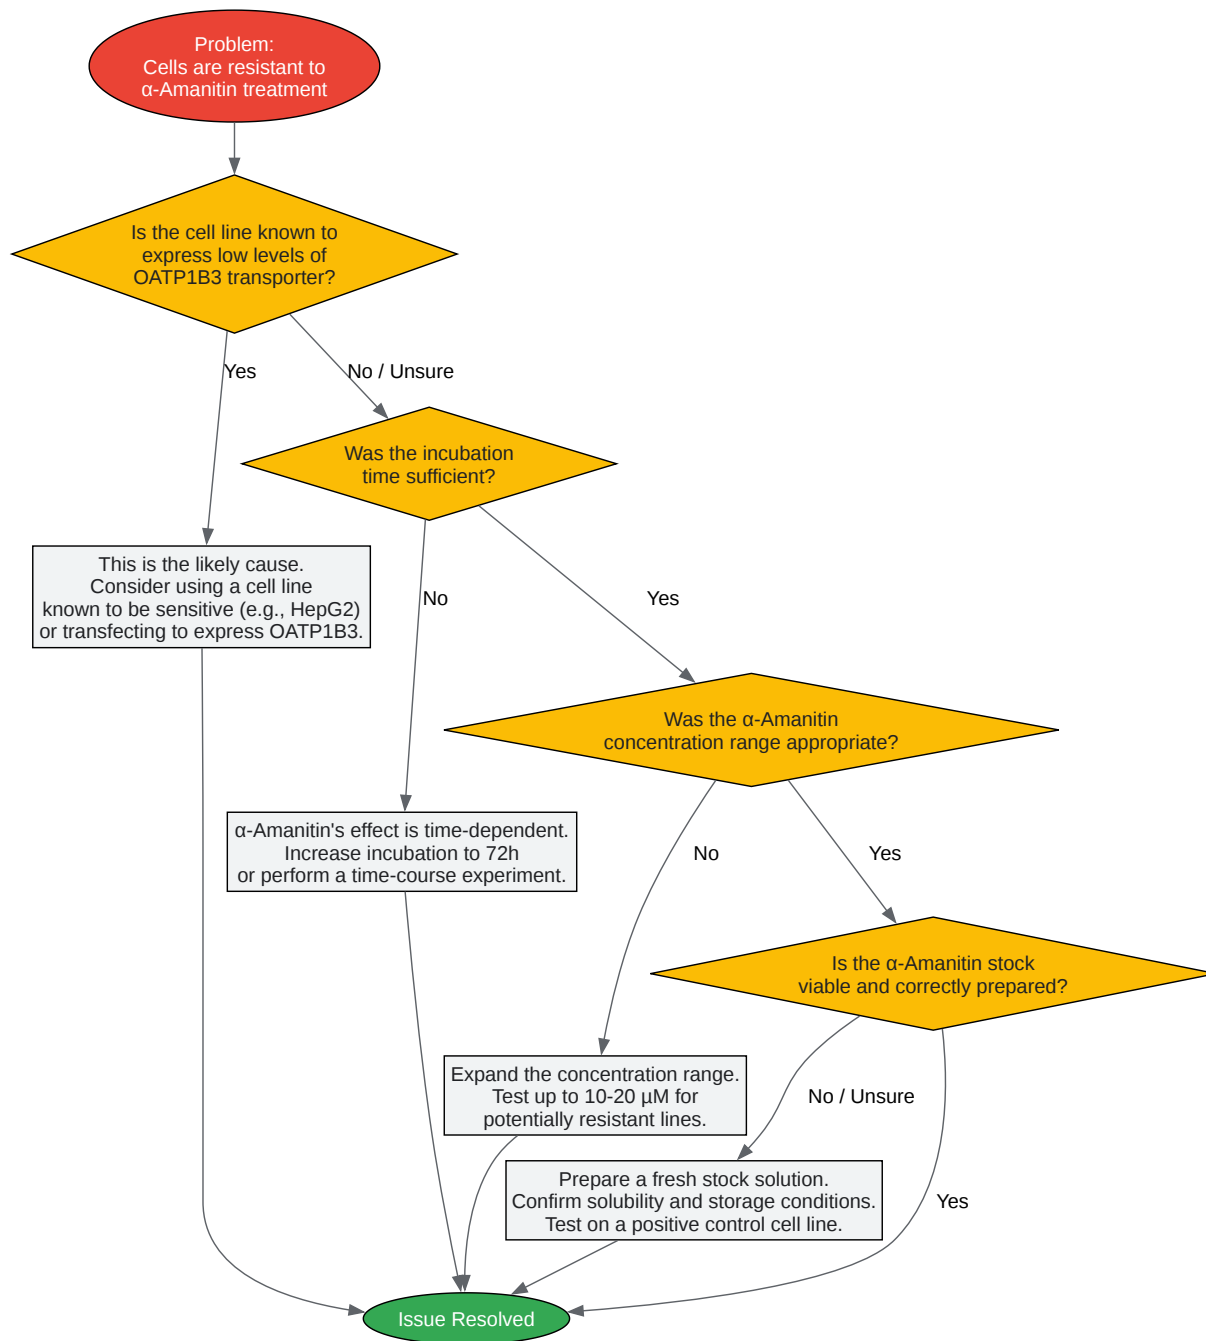 Problem:
Cells are resistant to
α-Amanitin treatment
Is the cell line known to
express low levels of
OATP1B3 transporter?
Yes
No / Unsure
Was the incubation
time sufficient?
This is the likely cause.
Consider using a cell line
known to be sensitive (e.g., HepG2)
or transfecting to express OATP1B3.
No
Yes
Was the α-Amanitin
concentration range appropriate?
α-Amanitin's effect is time-dependent.
Increase incubation to 72h
or perform a time-course experiment.
No
Yes
Is the α-Amanitin stock
viable and correctly prepared?
Expand the concentration range.
Test up to 10-20 µM for
potentially resistant lines.
No / Unsure
Prepare a fresh stock solution.
Confirm solubility and storage conditions.
Test on a positive control cell line.
Yes
Issue Resolved